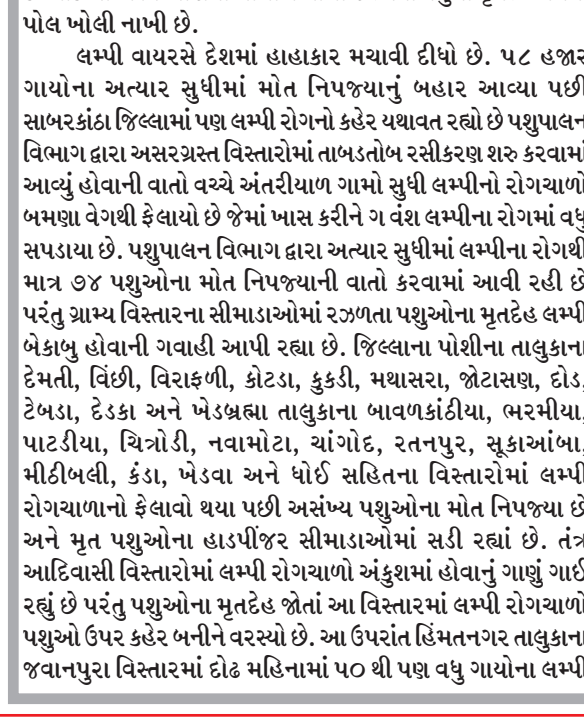 પોલ ખોલી નાખી છે.
લમ્પી વાયરસે દેશમાં હાહાકાર મચાવી દીધો છે. ૫૮ હજાર
ગાયોના અત્યાર સુધીમાં મોત નિપજ્યાનું બહાર આવ્યા પછી
સાબરકાંઠા જિલ્લામાં પણ લમ્પી રોગનો કહેર યથાવત રહ્યો છે પશુપાલન
વિભાગ દ્વારા અસરગ્રસ્ત વિસ્તારોમાં તાબડતોબ રસીકરણ શરુ કરવામાં
આવ્યું હોવાની વાતો વચ્ચે અંતરીયાળ ગામો સુધી લમ્પીનો રોગચાળો
બમણા વેગથી ફેલાયો છે જેમાં ખાસ કરીને ગ વંશ લમ્પીના રોગમાં વધુ
સપડાયા છે. પશુપાલન વિભાગ દ્વારા અત્યાર સુધીમાં લમ્પીના રોગથી
માત્ર ૭૪ પશુઓના મોત નિપજ્યાની વાતો કરવામાં આવી રહી છે
પરંતુ ગ્રામ્ય વિસ્તારના સીમાડાઓમાં રઝળતા પશુઓના મૃતદેહ લમ્પી
બેકાબુ હોવાની ગવાહી આપી રહ્યા છે. જિલ્લાના પોશીના તાલુકાના
દેમતી, વિંછી, વિરાફળી, કોટડા, કુકડી, મથાસરા, જોટાસણ, દોડ,
ટેબડા, દેડકા અને ખેડબ્રહ્મા તાલુકાના બાવળકાંઠીયા, ભરમીયા,
પાટડીયા, ચિત્રોડી, નવામોટા, ચાંગોદ, રતનપુર, સૂકાઆંબા,
મીઠીબલી, કંડા, ખેડવા અને ધોઈ સહિતના વિસ્તારોમાં લમ્પી
રોગચાળાનો ફેલાવો થયા પછી અસંખ્ય પશુઓના મોત નિપજ્યા છે
અને મૃત પશુઓના હાડપીંજર સીમાડાઓમાં સડી રહ્યાં છે. તંત્ર
આદિવાસી વિસ્તારોમાં લમ્પી રોગચાળો અંકુશમાં હોવાનું ગાણું ગાઈ
રહ્યું છે પરંતુ પશુઓના મૃતદેહ જોતાં આ વિસ્તારમાં લમ્પી રોગચાળો
પશુઓ ઉપર કહેર બનીને વરસ્યો છે. આ ઉપરાંત હિંમતનગર તાલુકાના
જવાનપુરા વિસ્તારમાં દોઢ મહિનામાં ૫૦ થી પણ વધુ ગાયોના લમ્પી